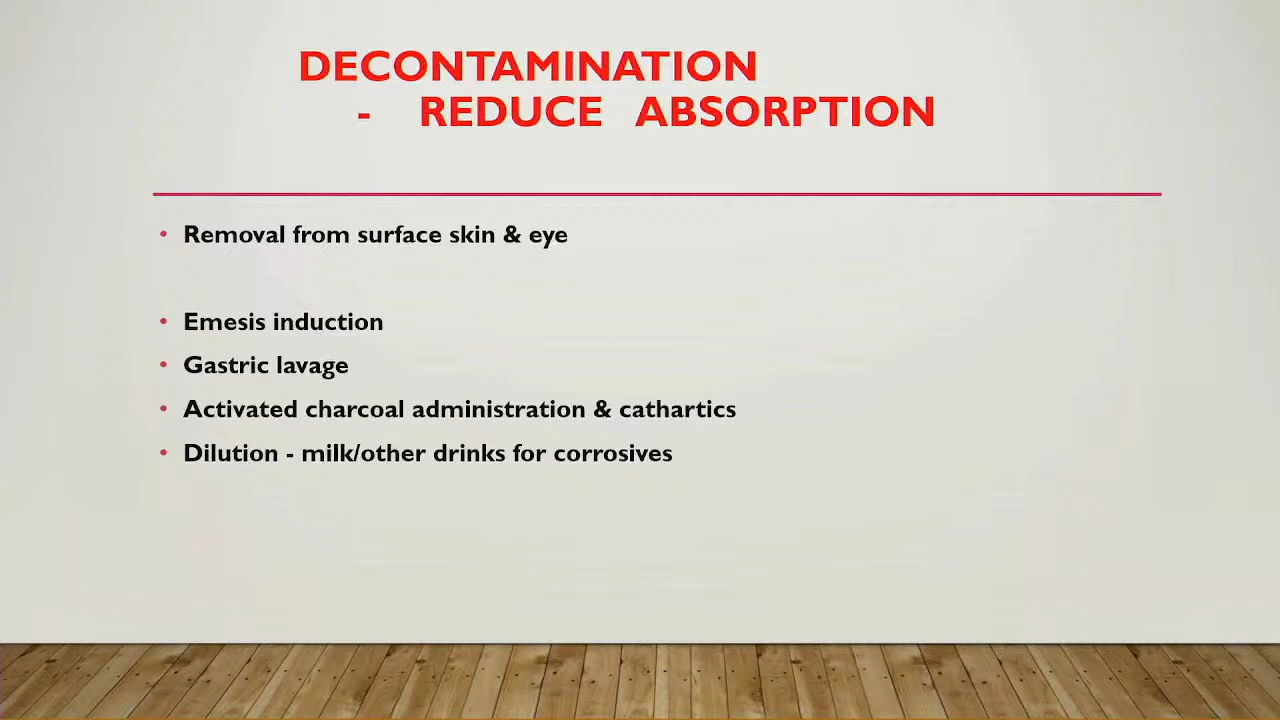 DECONTAMINATION
- REDUCE ABSORPTION
• Removal from surface skin & eye
• Emesis induction
• Gastric lavage
• Activated charcoal administration & cathartics
• Dilution - milk/other drinks for corrosives